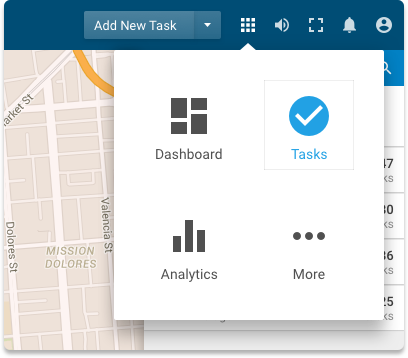 Add New Task
Market St
Dashboard
Tasks
47
ks
Dolores St
Valencia St
30
ks
MISSION
DOLORES
Analytics
More
36
ks
25
ks